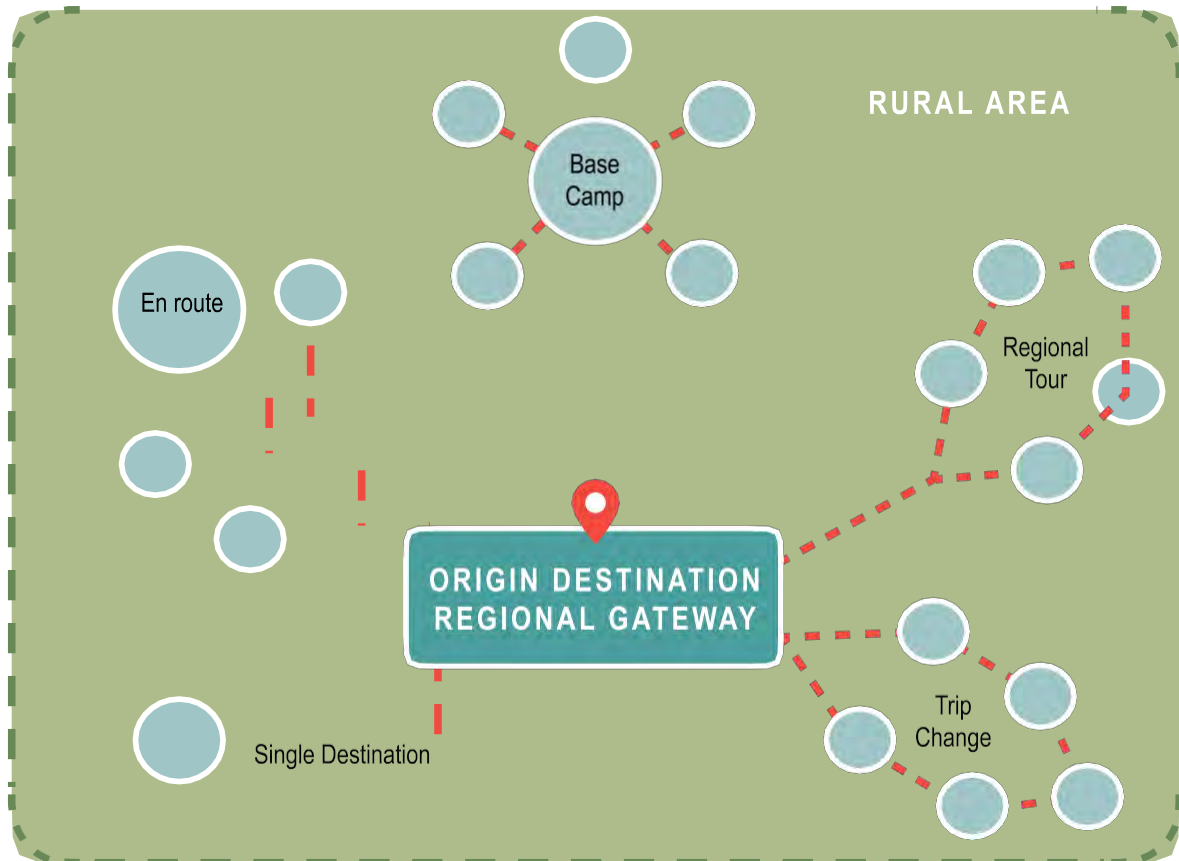 RURAL AREA
Base
Camp
En route
Regional
Tour
ORIGIN DESTINATION
REGIONAL GATEWAY
Trip
Change
Single Destination